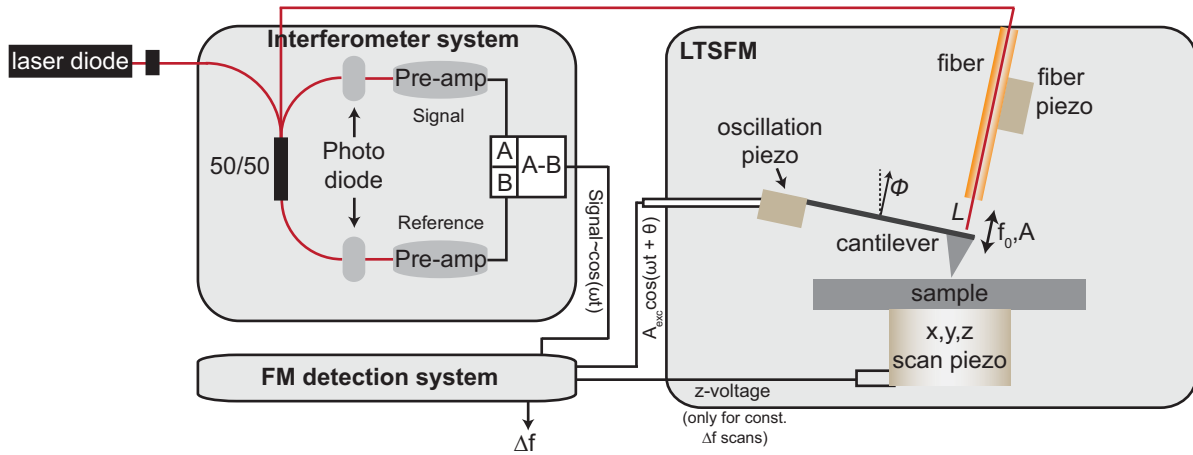 laser diode
Interferometer system
Pre-amp
Signal
50/50
Photo
diode
A
B
A-B
Reference
Pre-amp
Signal~cos(ωt)
FM detection system
Δf
A_exc cos(ωt + θ)
z-voltage
(only for const.
Δf scans)
LTSFM
fiber
fiber
piezo
oscillation
piezo
Φ
L
f₀,A
cantilever
sample
x,y,z
scan piezo